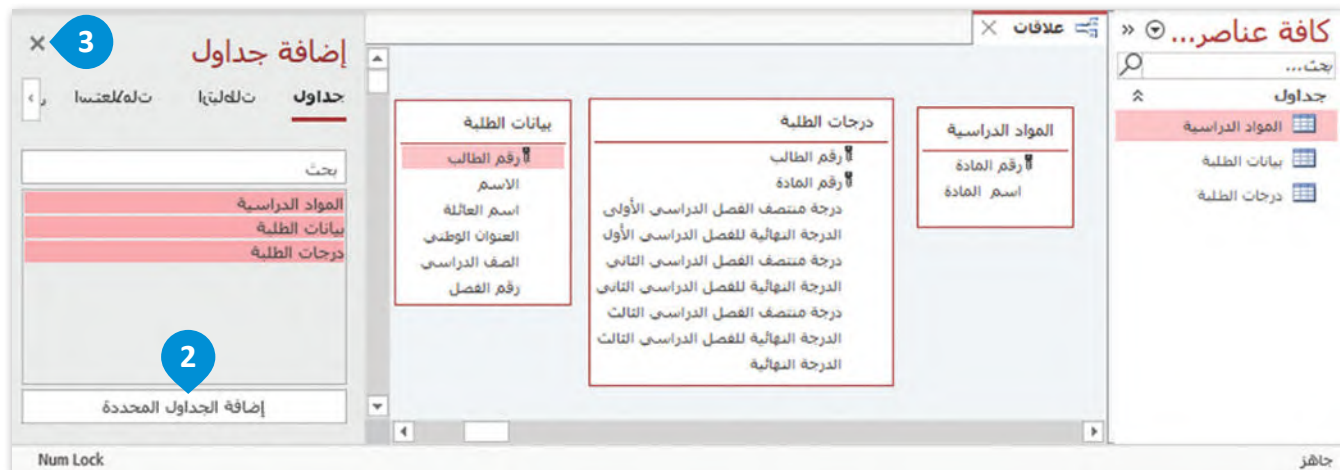 كافة عناصر...
بحث...
جداول
المواد الدراسية
بيانات الطلبة
درجات الطلبة
علاقات
المواد الدراسية
رقم المادة
اسم المادة
درجات الطلبة
رقم الطالب
رقم المادة
درجة منتصف الفصل الدراسي الأولى
الدرجة النهائية للفصل الدراسي الأول
درجة منتصف الفصل الدراسي الثاني
الدرجة النهائية للفصل الدراسي الثاني
درجة منتصف الفصل الدراسي الثالث
الدرجة النهائية للفصل الدراسي الثالث
الدرجة النهائية
بيانات الطلبة
رقم الطالب
الاسم
اسم العائلة
العنوان الوطني
الصف الدراسي
رقم الفصل
إضافة جداول
3
جداول
بحث
المواد الدراسية
بيانات الطلبة
درجات الطلبة
2
إضافة الجداول المحددة
جاهز
Num Lock